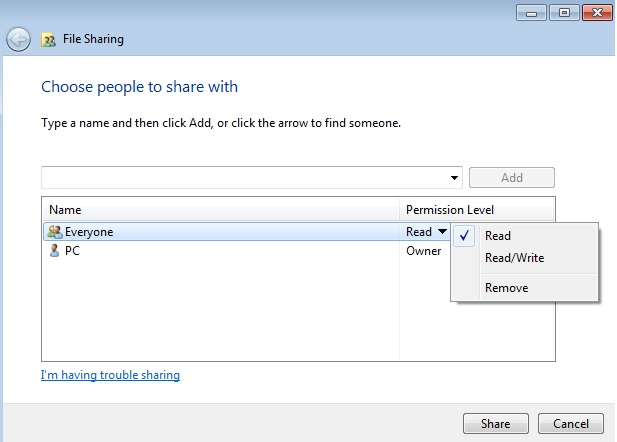 File Sharing
Choose people to share with
Type a name and then click Add, or click the arrow to find someone.
Add
Name Permission Level
Everyone Read
PC Owner
Read
Read/Write
Remove
I'm having trouble sharing
Share Cancel